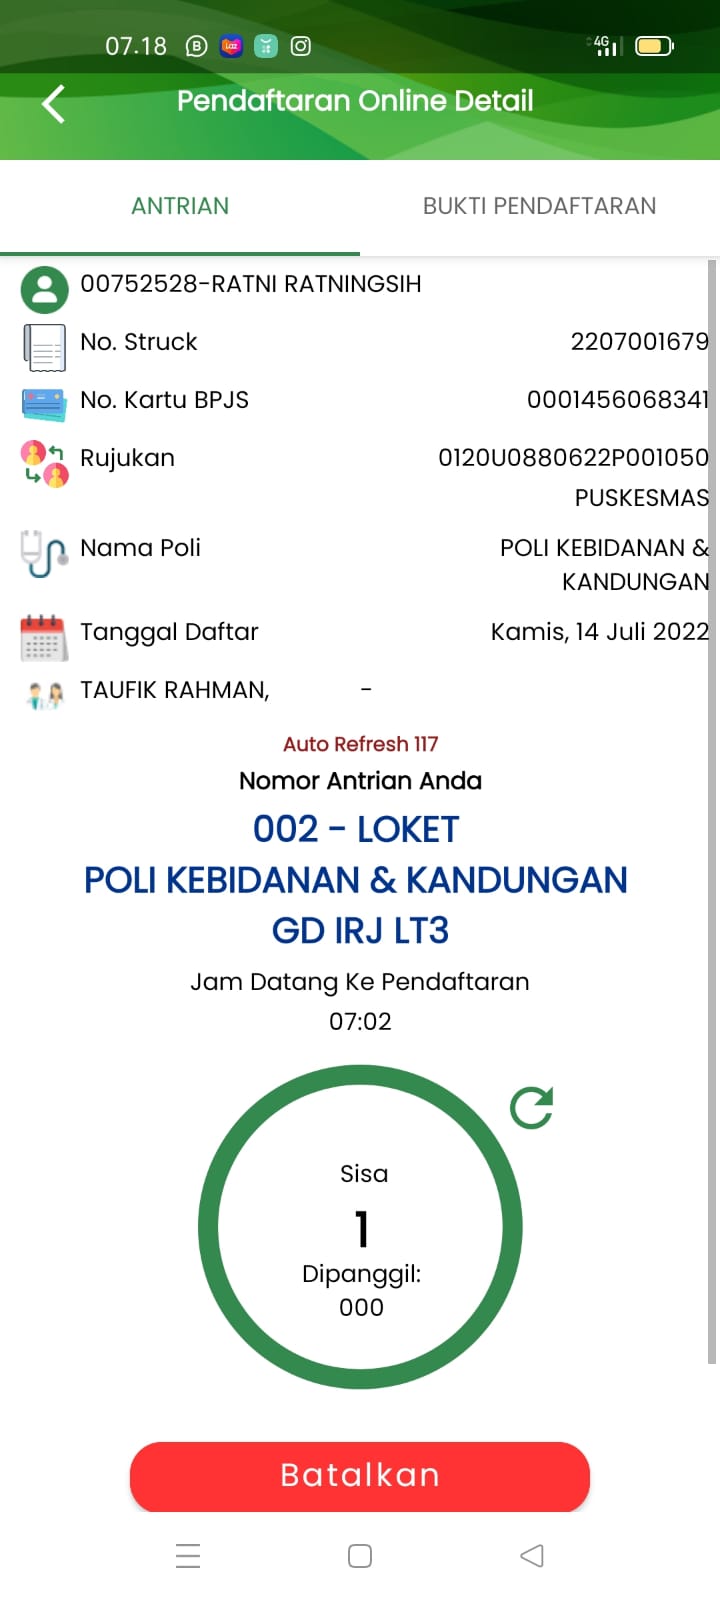 07.18
4G
Pendaftaran Online Detail
ANTRIAN BUKTI PENDAFTARAN
00752528-RATNI RATNINGSIH
No. Struck 2207001679
No. Kartu BPJS 0001456068341
Rujukan 0120U0880622P001050
PUSKESMAS
Nama Poli POLI KEBIDANAN &
KANDUNGAN
Tanggal Daftar Kamis, 14 Juli 2022
TAUFIK RAHMAN, -
Auto Refresh 117
Nomor Antrian Anda
002 - LOKET
POLI KEBIDANAN & KANDUNGAN
GD IRJ LT3
Jam Datang Ke Pendaftaran
07:02
Sisa
1
Dipanggil:
000
Batalkan